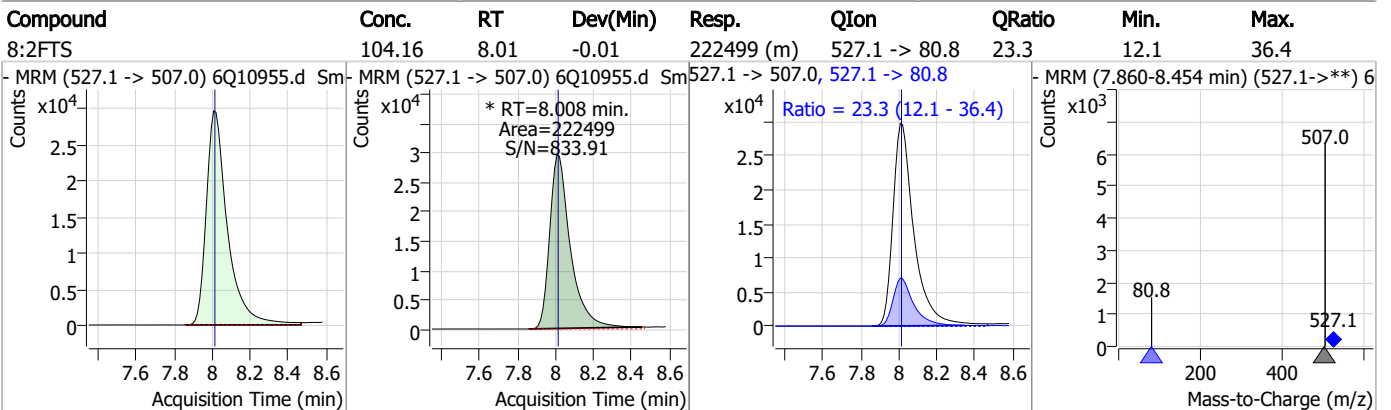 Compound Conc. RT Dev(Min) Resp. QIon QRatio Min. Max.
8:2FTS 104.16 8.01 -0.01 222499 (m) 527.1 -> 80.8 23.3 12.1 36.4
- MRM (527.1 -> 507.0) 6Q10955.d Sm
Counts
x10⁴
2.5
2
1.5
1
0.5
0
7.6 7.8 8 8.2 8.4 8.6
Acquisition Time (min)
- MRM (527.1 -> 507.0) 6Q10955.d Sm
Counts
x10⁴
* RT=8.008 min.
Area=222499
S/N=833.91
3
2.5
2
1.5
1
0.5
0
7.6 7.8 8 8.2 8.4 8.6
Acquisition Time (min)
527.1 -> 507.0, 527.1 -> 80.8
Counts
x10⁴
Ratio = 23.3 (12.1 - 36.4)
2.5
2
1.5
1
0.5
0
7.6 7.8 8 8.2 8.4 8.6
Acquisition Time (min)
- MRM (7.860-8.454 min) (527.1->**) 6
Counts
x10³
507.0
6
5
4
3
2
80.8
1
527.1
0
200 400
Mass-to-Charge (m/z)